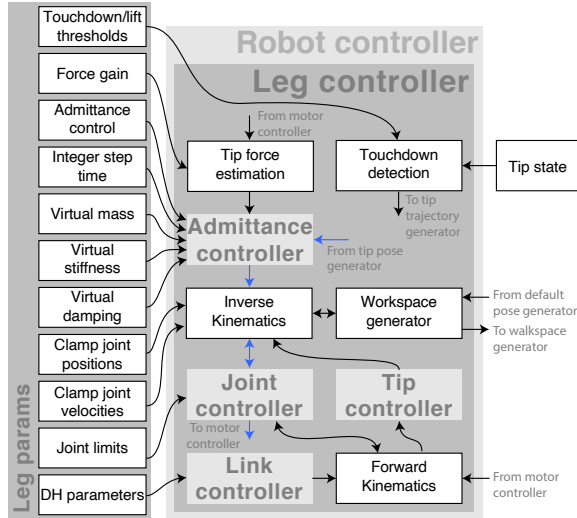 Robot controller
Leg controller
Leg params
Touchdown/lift
thresholds
Force gain
Admittance
control
Integer step
time
Virtual mass
Virtual
stiffness
Virtual
damping
Clamp joint
positions
Clamp joint
velocities
Joint limits
DH parameters
From motor
controller
Tip force
estimation
Touchdown
detection
Tip state
To tip
trajectory
generator
Admittance
controller
From tip pose
generator
Inverse
Kinematics
Workspace
generator
From default
pose generator
To walkspace
generator
Joint
controller
Tip
controller
To motor
controller
Link
controller
Forward
Kinematics
From motor
controller